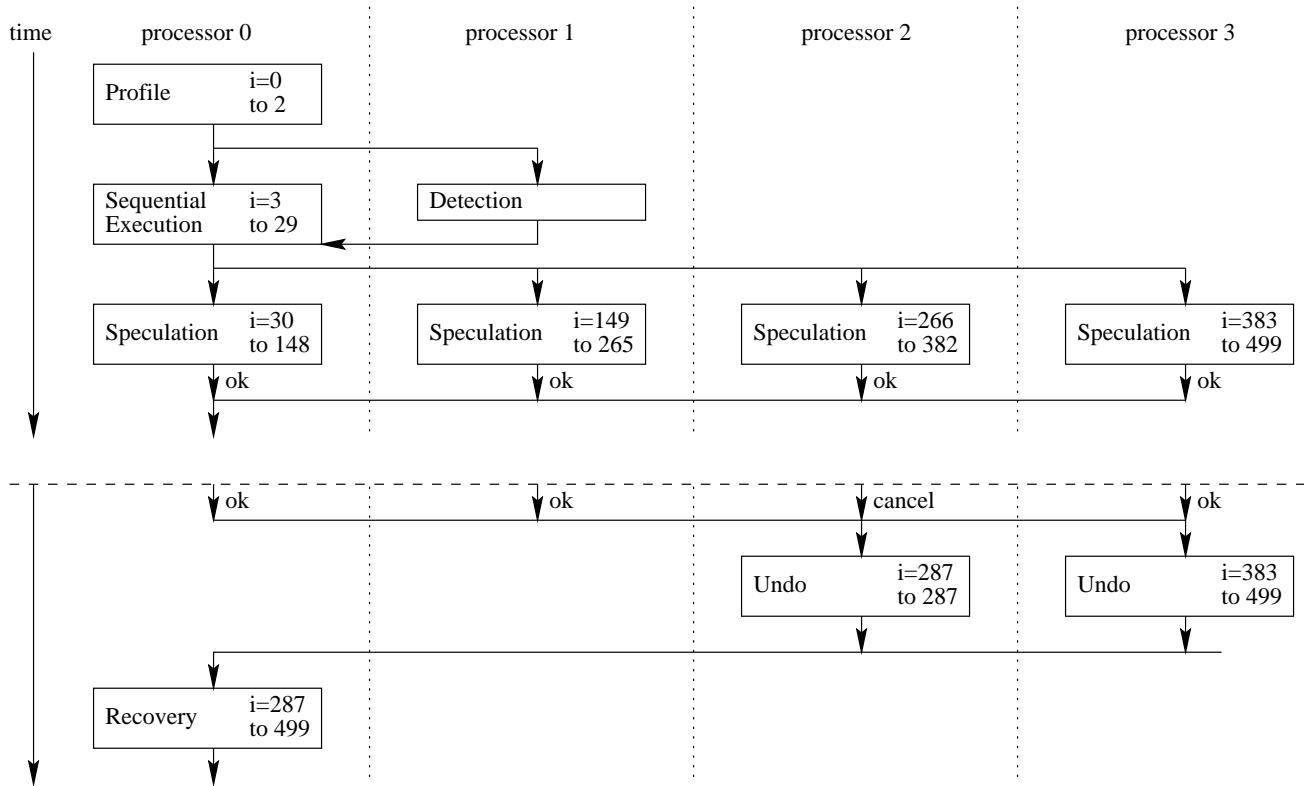 time
processor 0
processor 1
processor 2
processor 3
Profile
i=0
to 2
Sequential
Execution
i=3
to 29
Detection
Speculation
i=30
to 148
Speculation
i=149
to 265
Speculation
i=266
to 382
Speculation
i=383
to 499
ok
ok
ok
ok
ok
ok
cancel
ok
Undo
i=287
to 287
Undo
i=383
to 499
Recovery
i=287
to 499